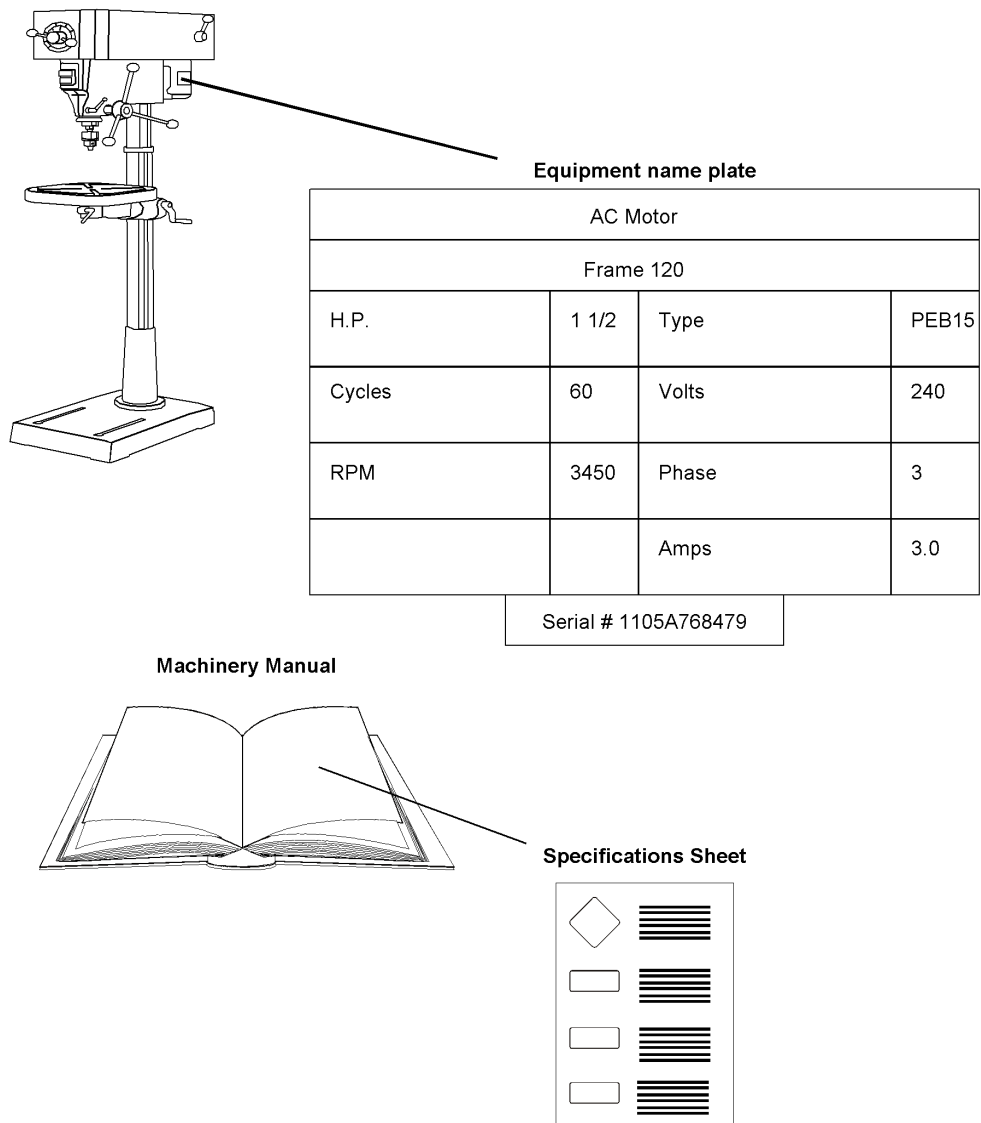 Equipment name plate
AC Motor
Frame 120
H.P. 1 1/2 Type PEB15
Cycles 60 Volts 240
RPM 3450 Phase 3
Amps 3.0
Serial # 1105A768479
Machinery Manual
Specifications Sheet